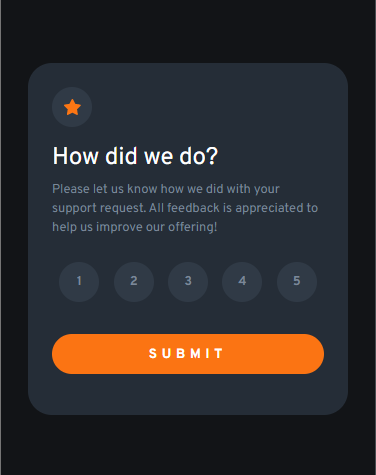 How did we do?
Please let us know how we did with your
support request. All feedback is appreciated to
help us improve our offering!
1 2 3 4 5
SUBMIT